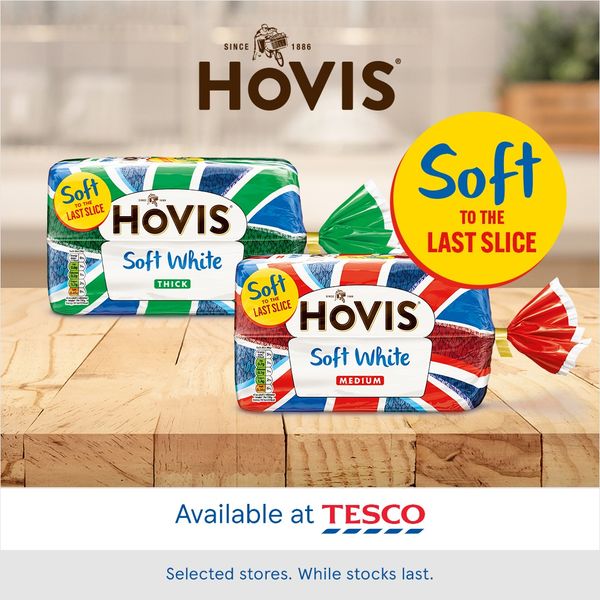 SINCE 1886
HOVIS®
Soft
TO THE
LAST SLICE
Soft
TO THE
LAST SLICE
HOVIS
Soft White
THICK
Soft
TO THE
LAST SLICE
HOVIS
Soft White
MEDIUM
Available at TESCO
Selected stores. While stocks last.